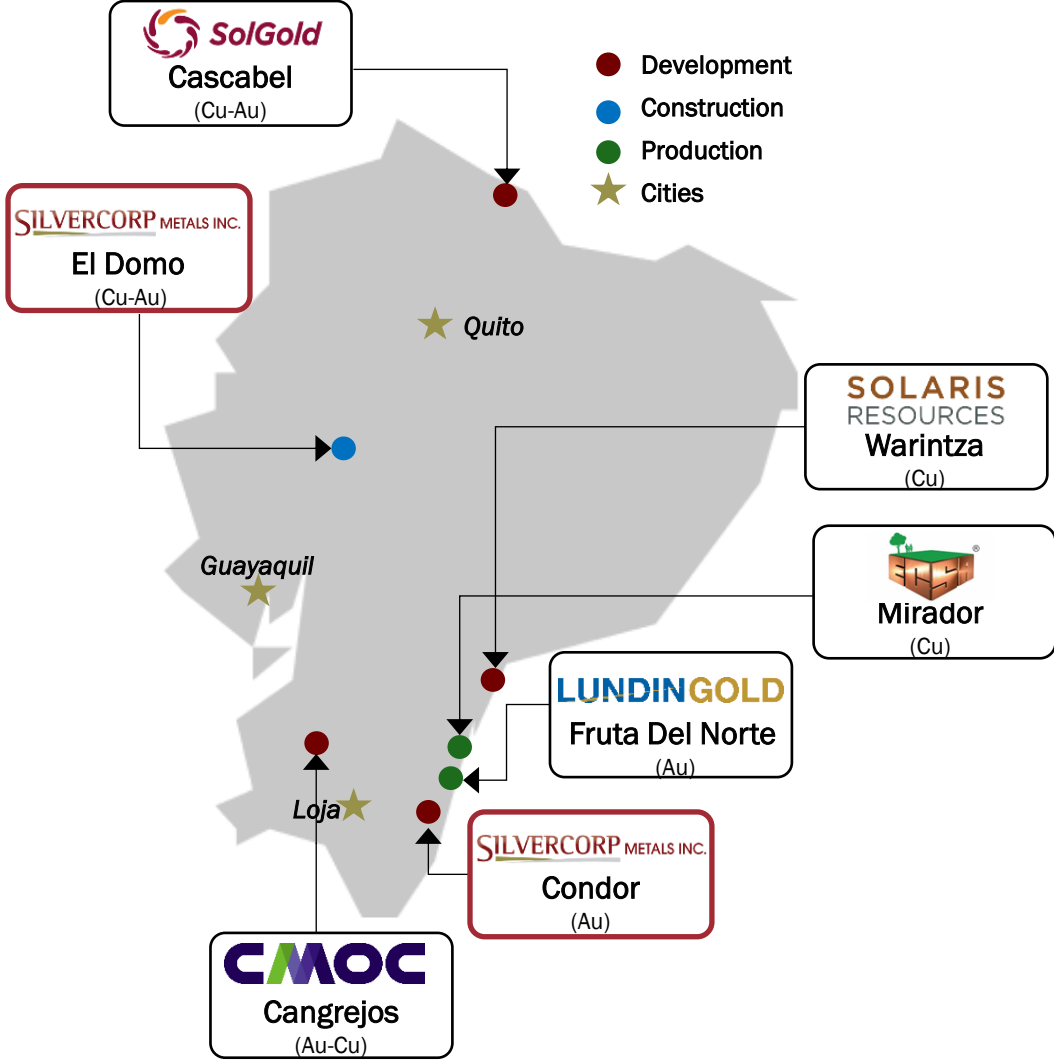 SolGold
Cascabel
(Cu-Au)
Development
Construction
Production
Cities
SILVERCORP METALS INC.
El Domo
(Cu-Au)
Quito
SOLARIS
RESOURCES
Warintza
(Cu)
Guayaquil
ECSA
®
Mirador
(Cu)
LUNDINGOLD
Fruta Del Norte
(Au)
Loja
SILVERCORP METALS INC.
Condor
(Au)
CMOC
Cangrejos
(Au-Cu)